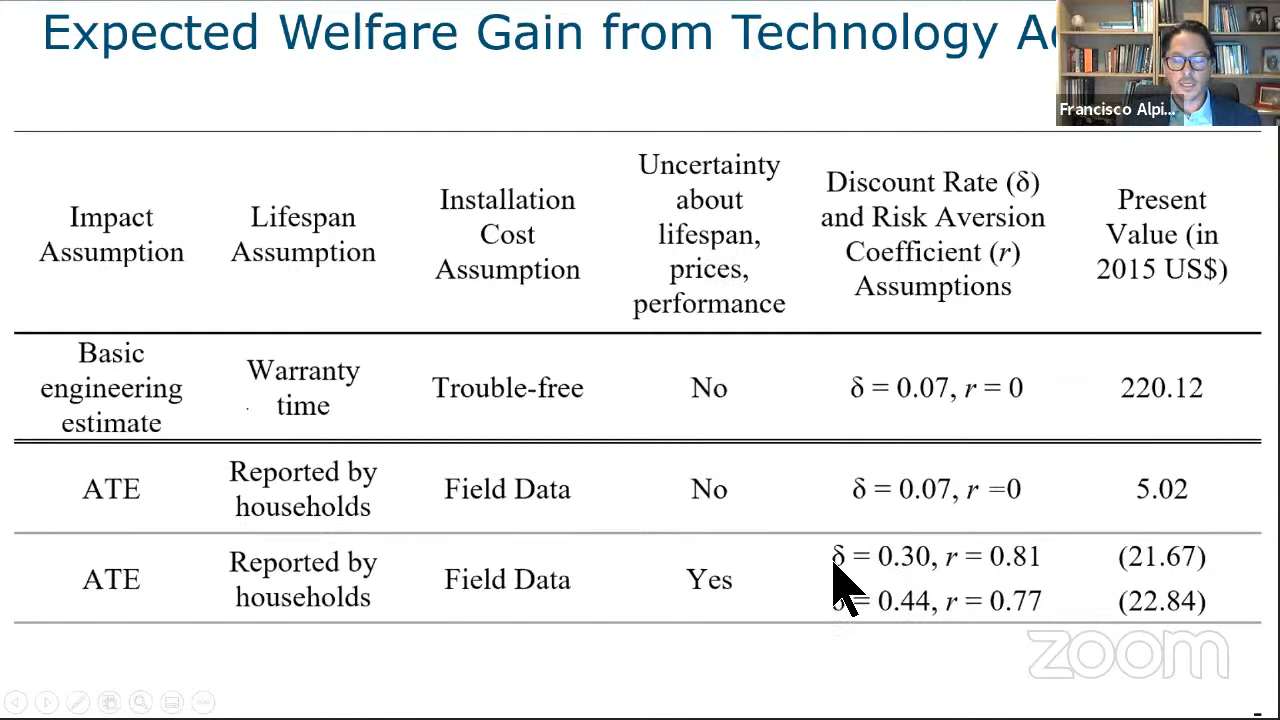 Expected Welfare Gain from Technology
Francisco Alpi...
Impact
Assumption
Lifespan
Assumption
Installation
Cost
Assumption
Uncertainty
about
lifespan,
prices,
performance
Discount Rate (δ)
and Risk Aversion
Coefficient (r)
Assumptions
Present
Value (in
2015 US$)
Basic
engineering
estimate
Warranty
time
Trouble-free
No
δ = 0.07, r = 0
220.12
ATE
Reported by
households
Field Data
No
δ = 0.07, r =0
5.02
ATE
Reported by
households
Field Data
Yes
δ = 0.30, r = 0.81
(21.67)
δ = 0.44, r = 0.77
(22.84)
zoom